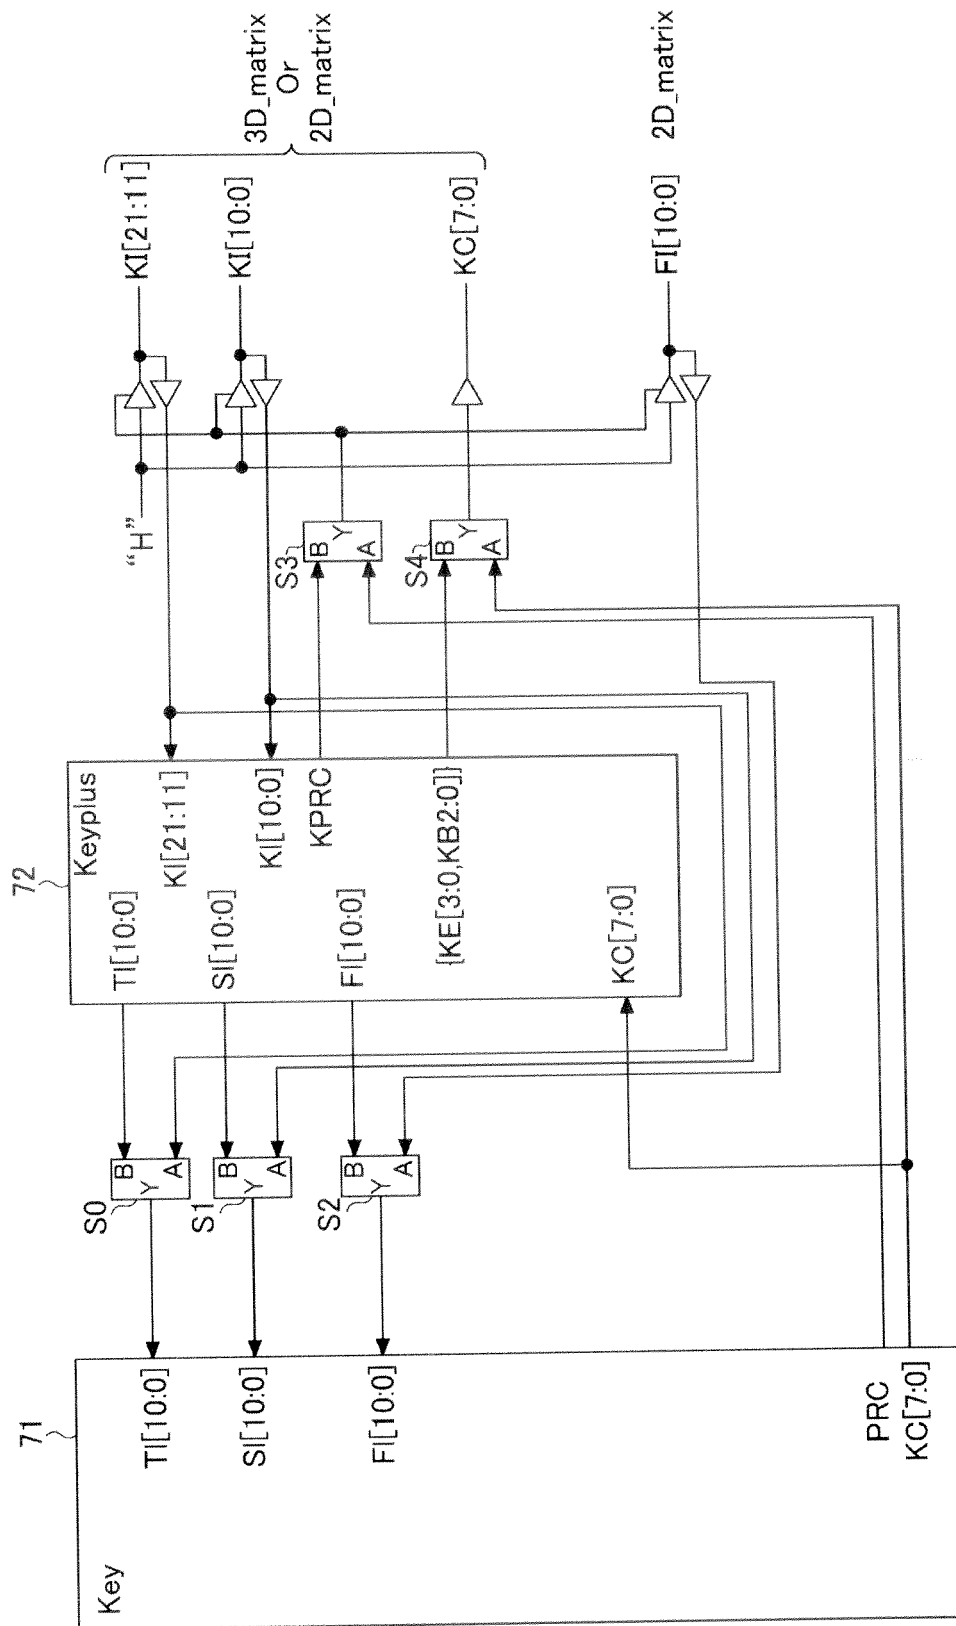 Key
71
TI[10:0]
SI[10:0]
FI[10:0]
PRC
KC[7:0]
S0
B
Y
A
S1
B
Y
A
S2
B
Y
A
72
Keyplus
TI[10:0]
SI[10:0]
FI[10:0]
KI[21:11]
KI[10:0]
KPRC
{KE[3:0,KB2:0]]}
KC[7:0]
S3
B
Y
A
S4
B
Y
A
“H”
KI[21:11]
KI[10:0]
KC[7:0]
FI[10:0]
3D_matrix
Or
2D_matrix
2D_matrix